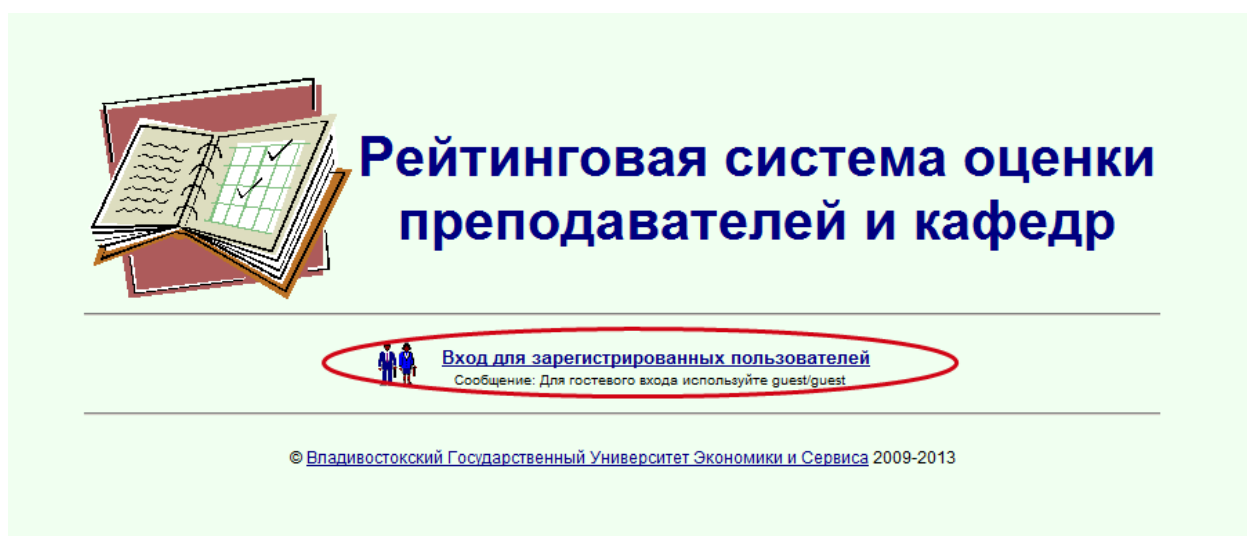 Рейтинговая система оценки
преподавателей и кафедр
Вход для зарегистрированных пользователей
Сообщение: Для гостевого входа используйте guest/guest
© Владивостокский Государственный Университет Экономики и Сервиса 2009-2013